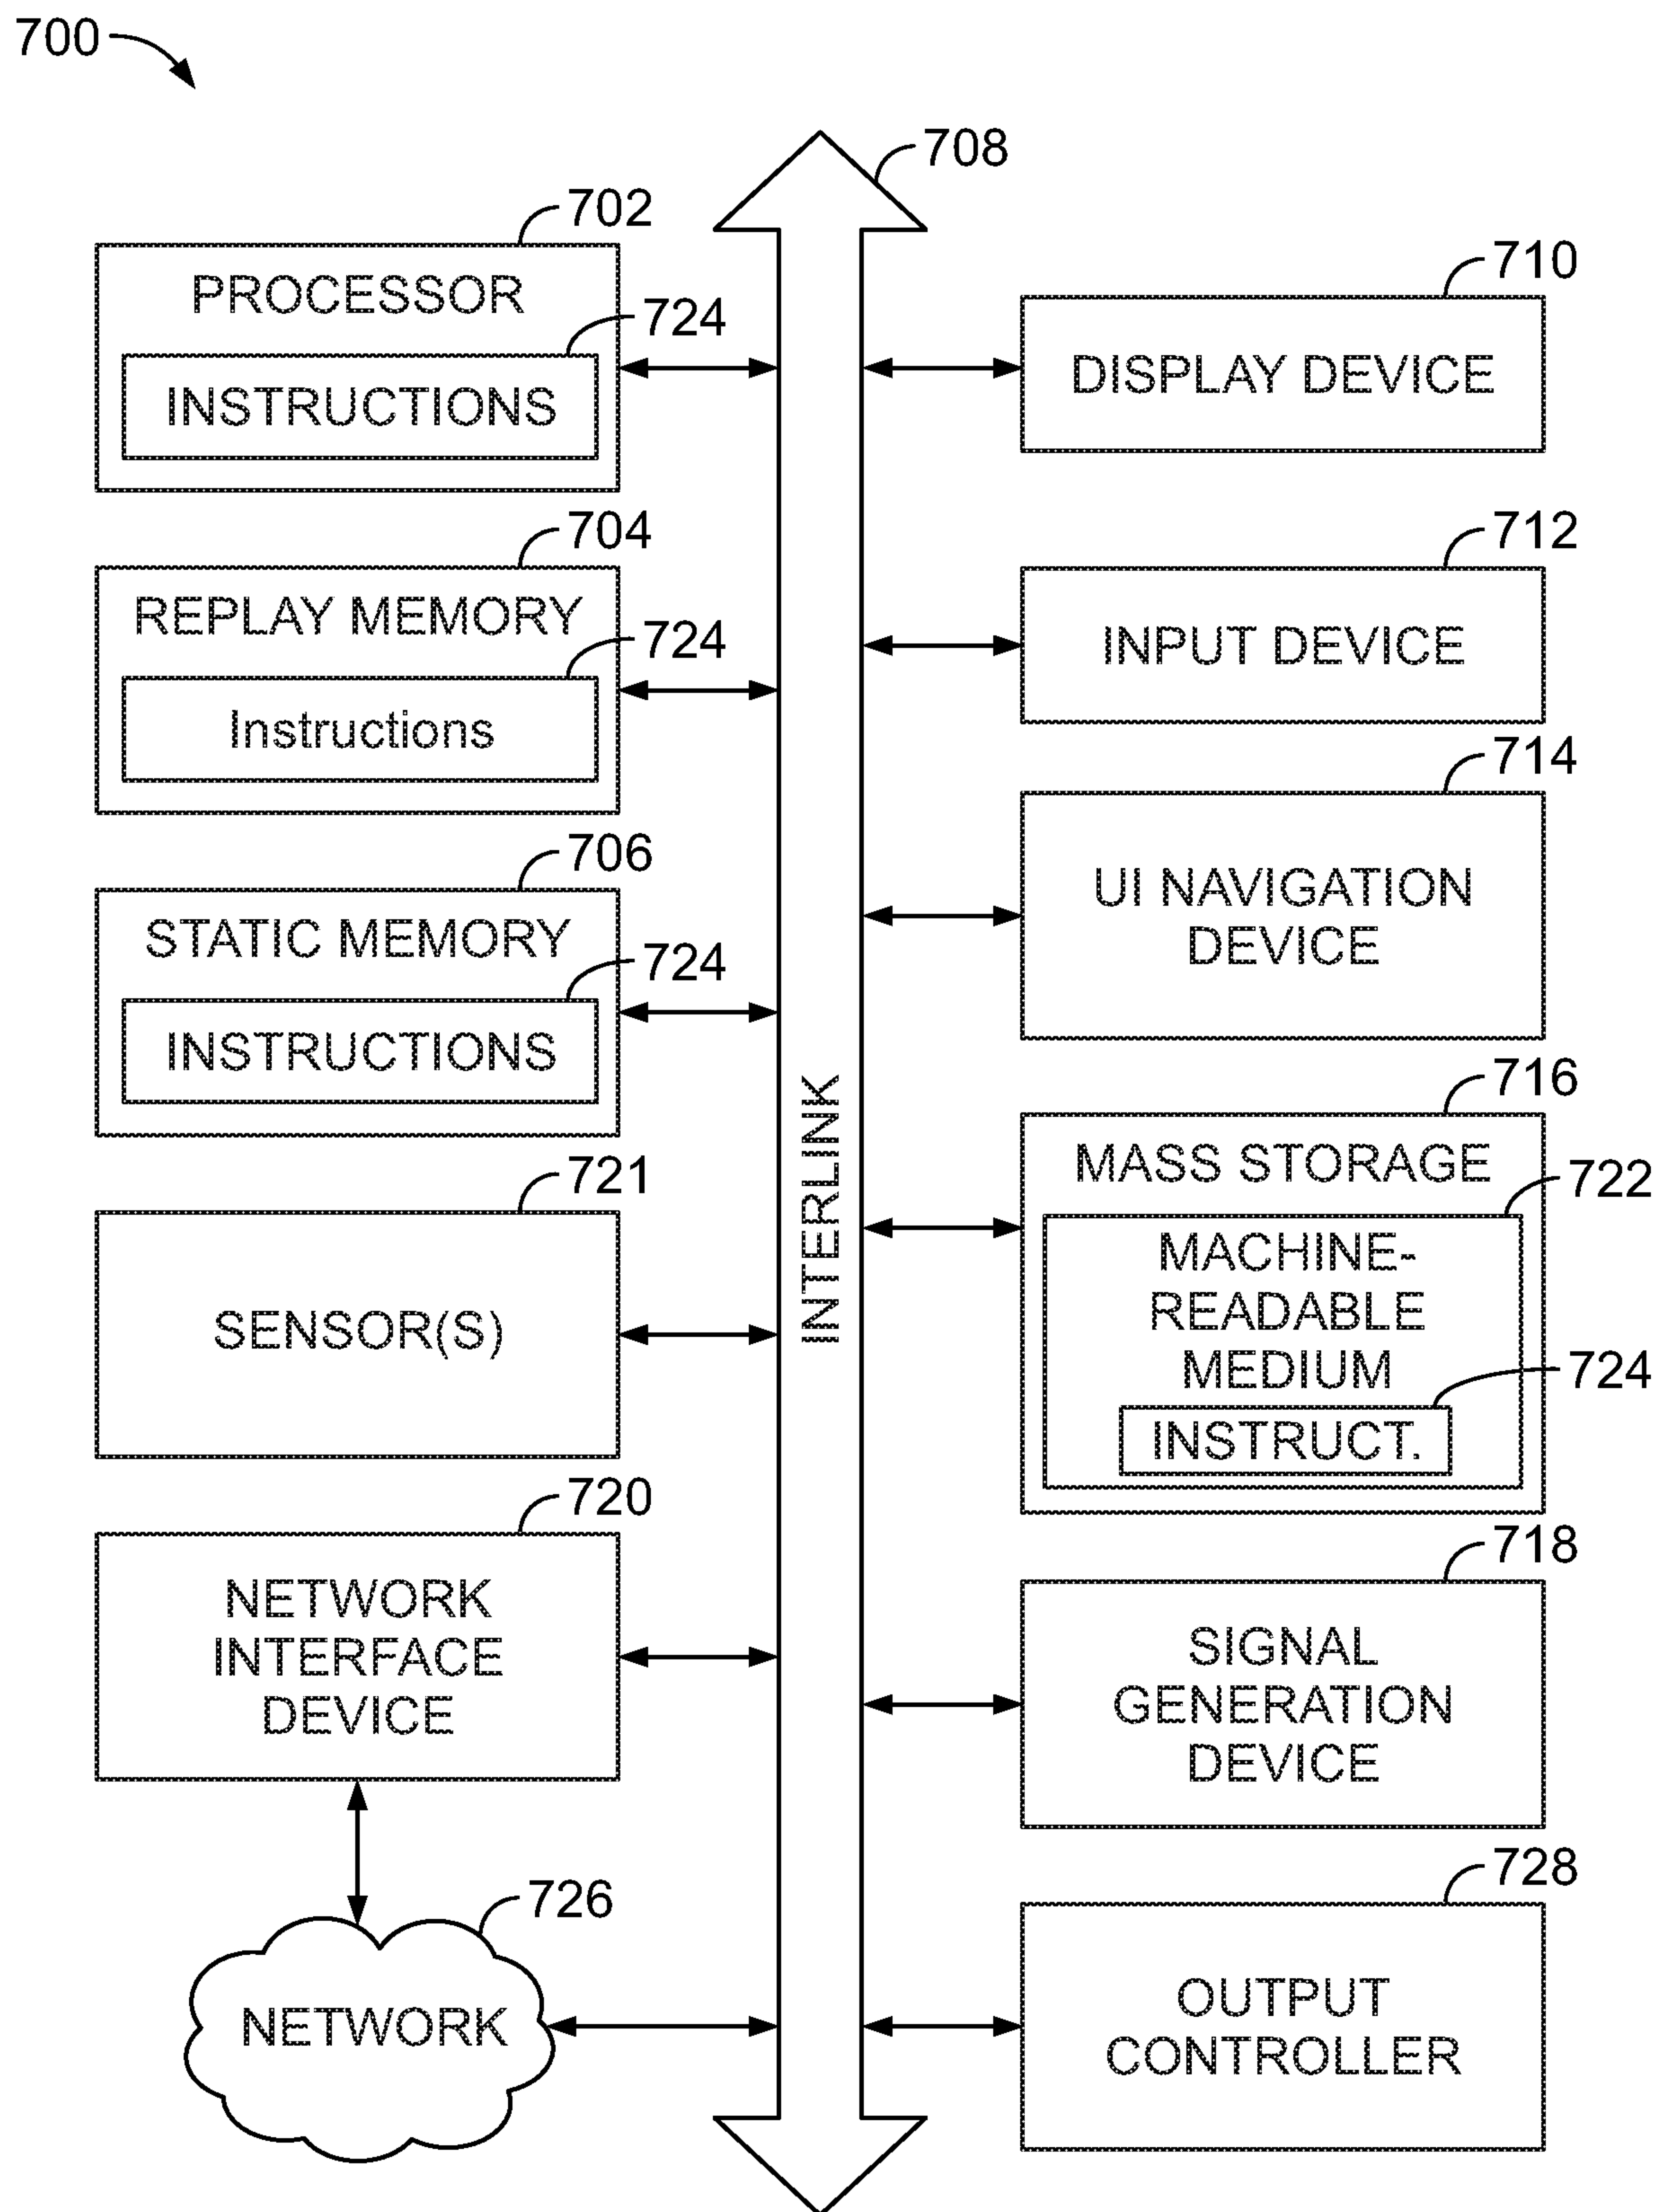 700
708
702
PROCESSOR
724
INSTRUCTIONS
704
REPLAY MEMORY
724
Instructions
706
STATIC MEMORY
724
INSTRUCTIONS
721
SENSOR(S)
720
NETWORK
INTERFACE
DEVICE
726
NETWORK
INTERLINK
710
DISPLAY DEVICE
712
INPUT DEVICE
714
UI NAVIGATION
DEVICE
716
MASS STORAGE
722
MACHINE-
READABLE
MEDIUM
724
INSTRUCT.
718
SIGNAL
GENERATION
DEVICE
728
OUTPUT
CONTROLLER